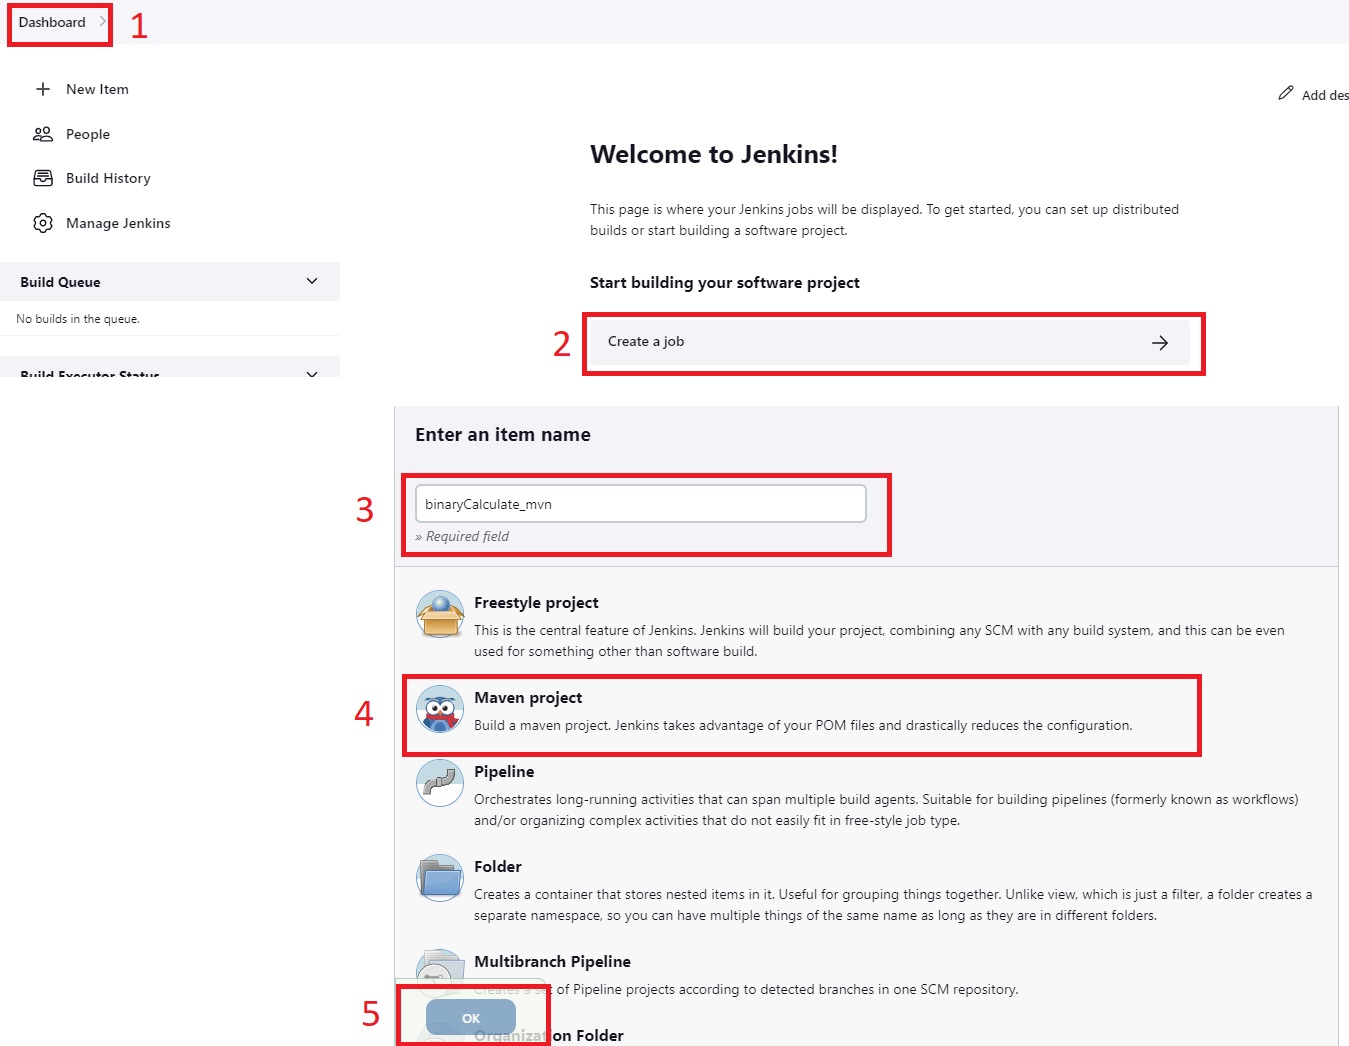 Dashboard
1
New Item
People
Build History
Manage Jenkins
Build Queue
No builds in the queue.
Build Executor Status
Add des
Welcome to Jenkins!
This page is where your Jenkins jobs will be displayed. To get started, you can set up distributed
builds or start building a software project.
Start building your software project
2
Create a job
Enter an item name
3
binaryCalculate_mvn
» Required field
Freestyle project
This is the central feature of Jenkins. Jenkins will build your project, combining any SCM with any build system, and this can be even
used for something other than software build.
4
Maven project
Build a maven project. Jenkins takes advantage of your POM files and drastically reduces the configuration.
Pipeline
Orchestrates long-running activities that can span multiple build agents. Suitable for building pipelines (formerly known as workflows)
and/or organizing complex activities that do not easily fit in free-style job type.
Folder
Creates a container that stores nested items in it. Useful for grouping things together. Unlike view, which is just a filter, a folder creates a
separate namespace, so you can have multiple things of the same name as long as they are in different folders.
Multibranch Pipeline
Creates a set of Pipeline projects according to detected branches in one SCM repository.
5
OK
Organization Folder